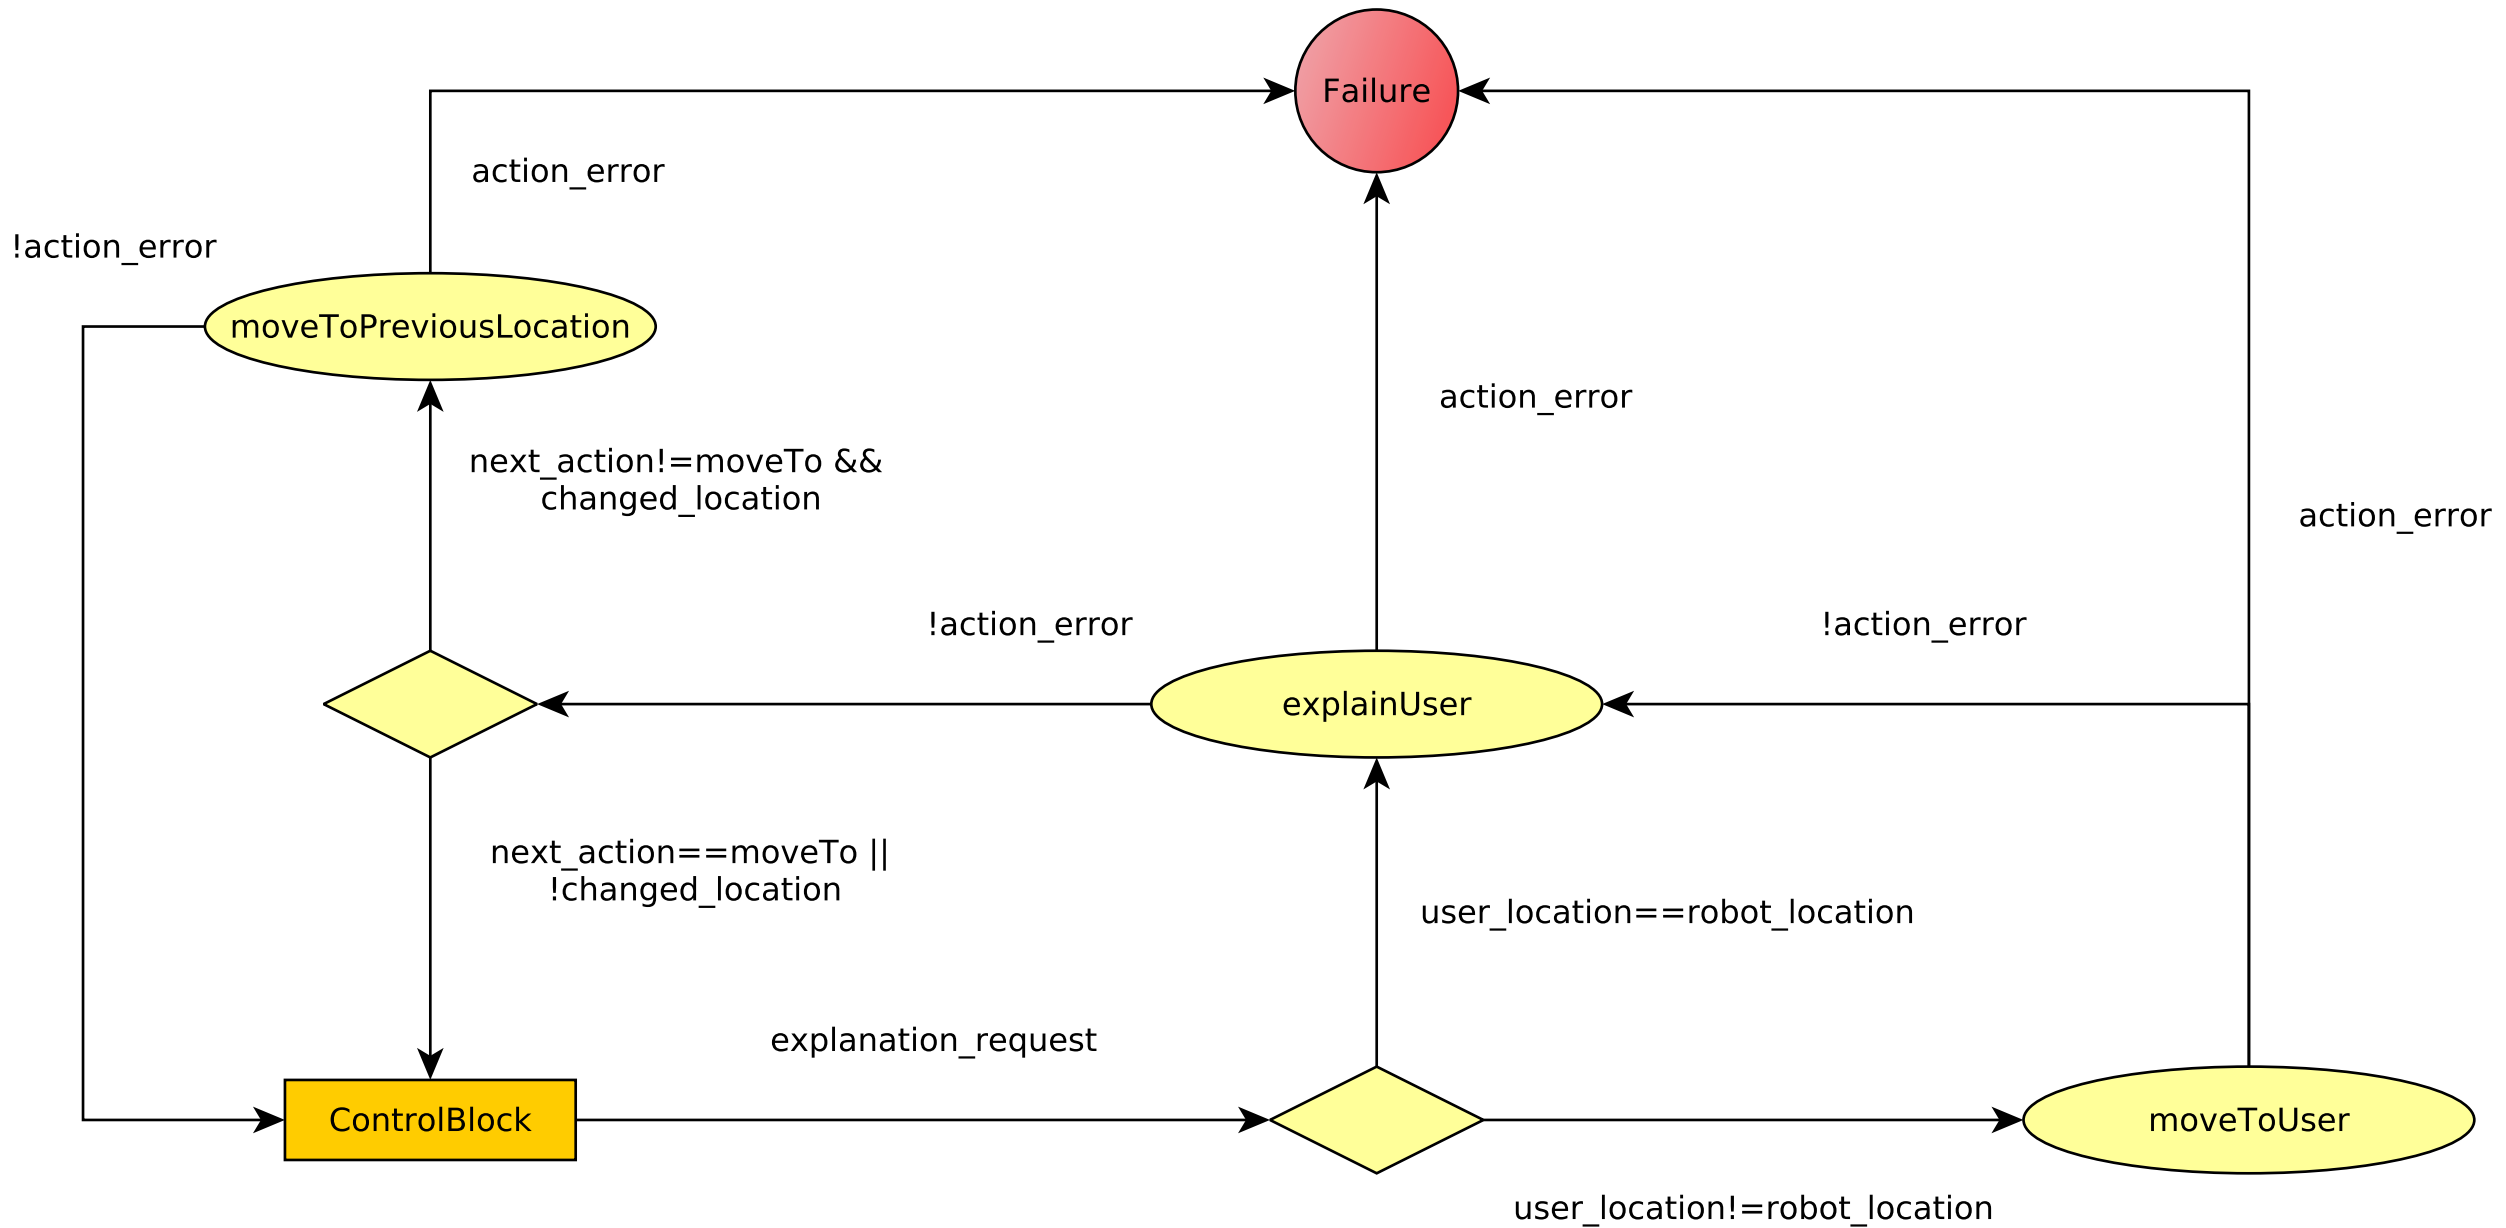 Failure
action_error
!action_error
moveToPreviousLocation
action_error
next_action!=moveTo &&
changed_location
action_error
!action_error
!action_error
explainUser
next_action==moveTo ||
!changed_location
user_location==robot_location
explanation_request
ControlBlock
moveToUser
user_location!=robot_location